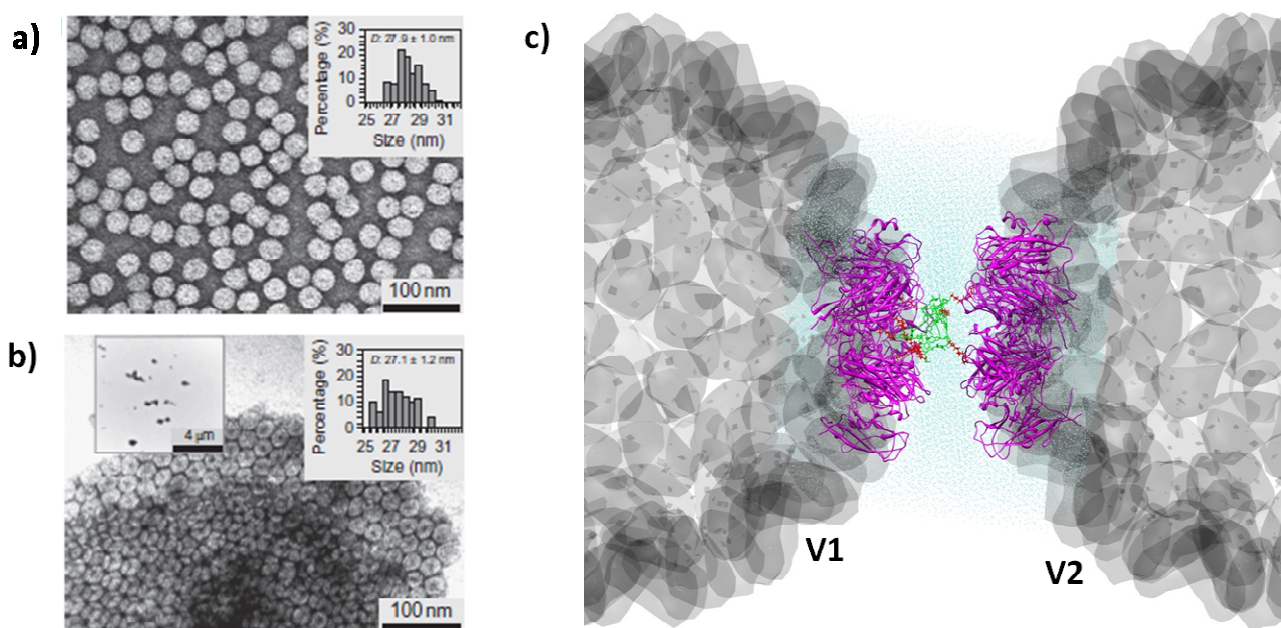 a)
D: 27.9 ± 1.0 nm
Percentage (%)
30
20
10
0
25 27 29 31
Size (nm)
100 nm
b)
4 µm
D: 27.1 ± 1.2 nm
Percentage (%)
30
20
10
0
25 27 29 31
Size (nm)
100 nm
c)
V1
V2